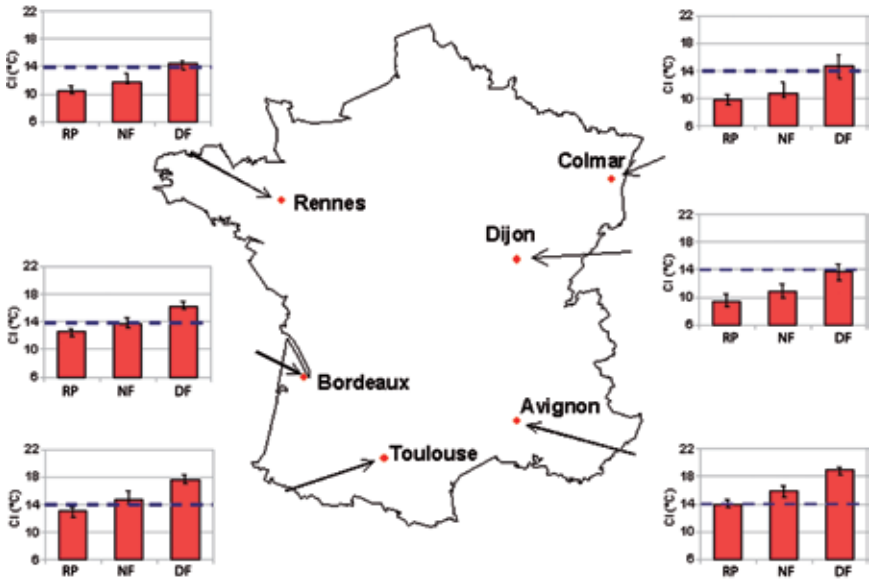 22
18
14
10
6
CI (°C)
RP NF DF
22
18
14
10
6
CI (°C)
RP NF DF
Colmar
Rennes
Dijon
22
18
14
10
6
CI (°C)
RP NF DF
22
18
14
10
6
CI (°C)
RP NF DF
Bordeaux
Avignon
Toulouse
22
18
14
10
6
CI (°C)
RP NF DF
22
18
14
10
6
CI (°C)
RP NF DF